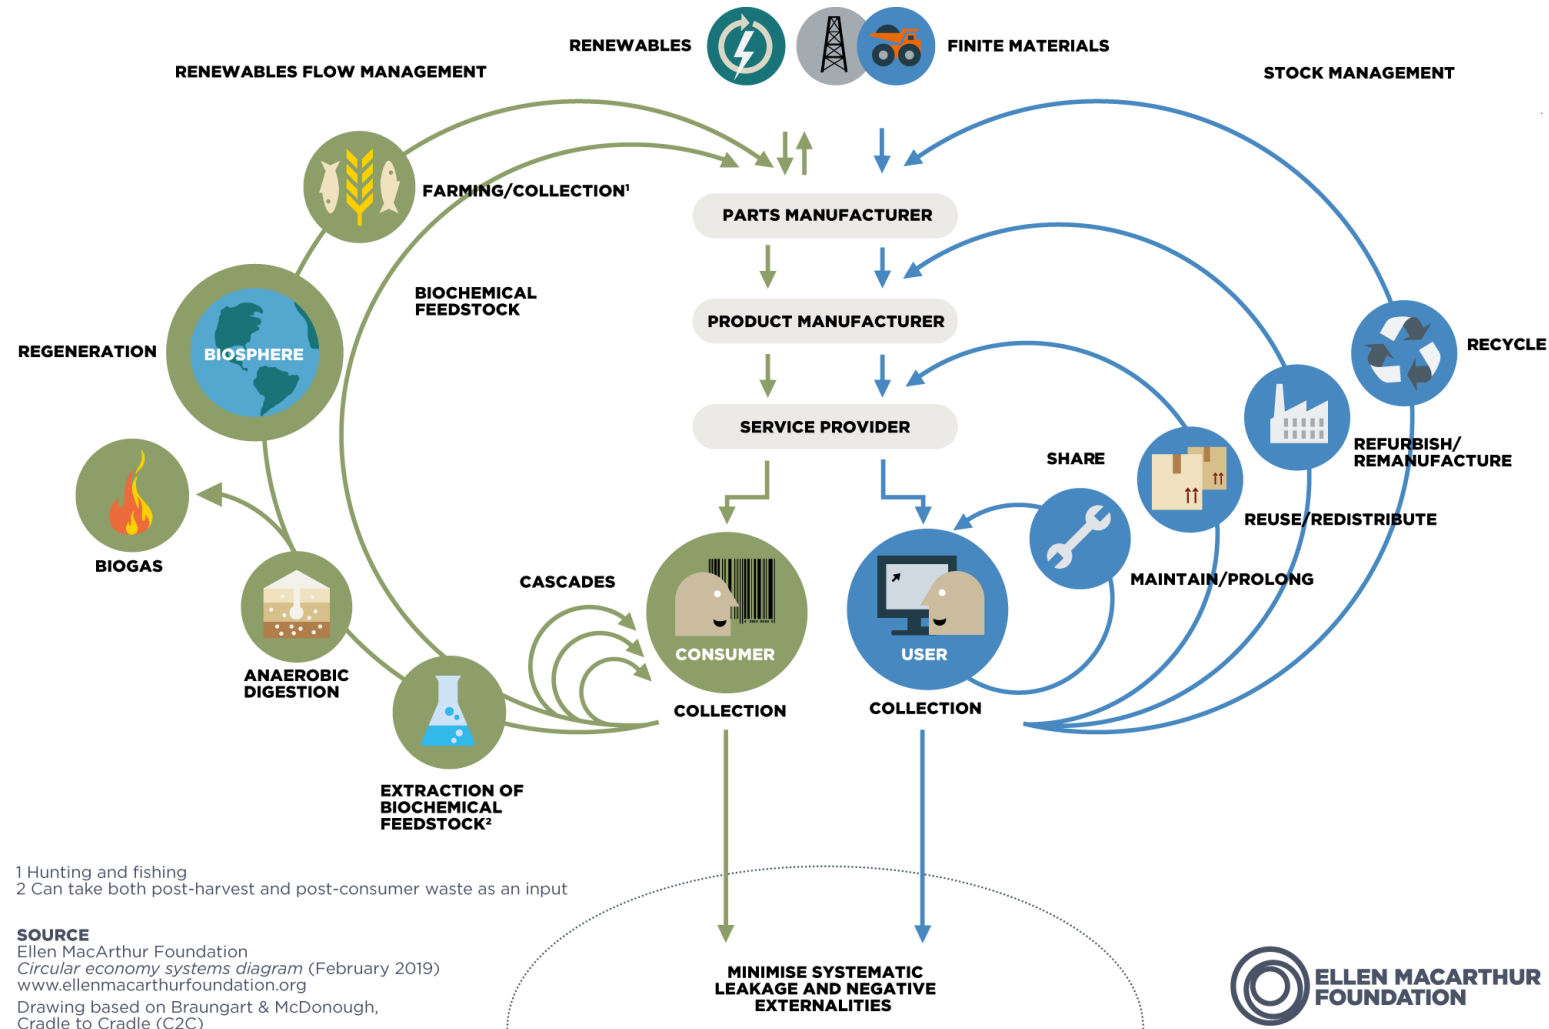 RENEWABLES
FINITE MATERIALS
RENEWABLES FLOW MANAGEMENT
STOCK MANAGEMENT
FARMING/COLLECTION¹
PARTS MANUFACTURER
BIOCHEMICAL
FEEDSTOCK
PRODUCT MANUFACTURER
REGENERATION
BIOSPHERE
RECYCLE
SERVICE PROVIDER
SHARE
REFURBISH/
REMANUFACTURE
REUSE/REDISTRIBUTE
BIOGAS
CASCADES
MAINTAIN/PROLONG
CONSUMER
USER
ANAEROBIC
DIGESTION
COLLECTION
COLLECTION
EXTRACTION OF
BIOCHEMICAL
FEEDSTOCK²
1 Hunting and fishing
2 Can take both post-harvest and post-consumer waste as an input
SOURCE
Ellen MacArthur Foundation
Circular economy systems diagram (February 2019)
www.ellenmacarthurfoundation.org
Drawing based on Braungart & McDonough,
Cradle to Cradle (C2C)
MINIMISE SYSTEMATIC
LEAKAGE AND NEGATIVE
EXTERNALITIES
ELLEN MACARTHUR
FOUNDATION